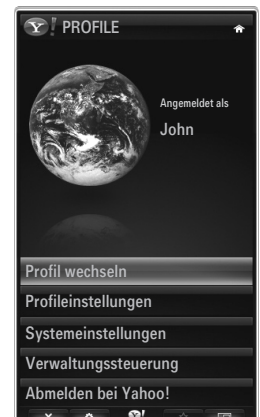 Y! PROFILE
Angemeldet als
John
Profil wechseln
Profileinstellungen
Systemeinstellungen
Verwaltungssteuerung
Abmelden bei Yahoo!
Y!